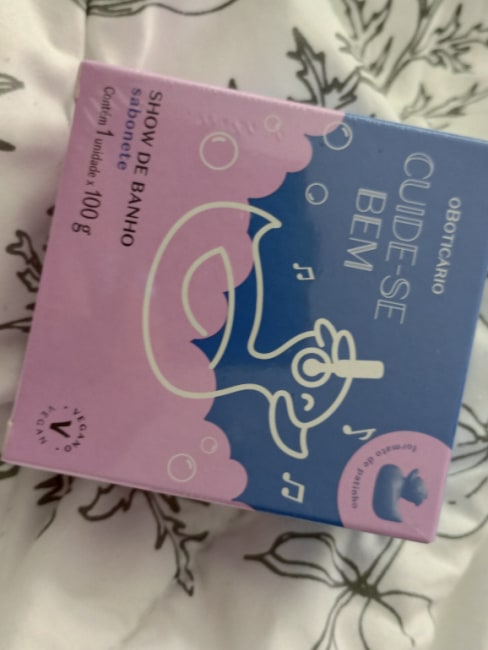 oBOTICÁRIO
CUIDE-SE
BEM
SHOW DE BANHO
sabonete
Contém 1 unidade x 100 g
formato de patinho
VEGANO
VEGAN
V